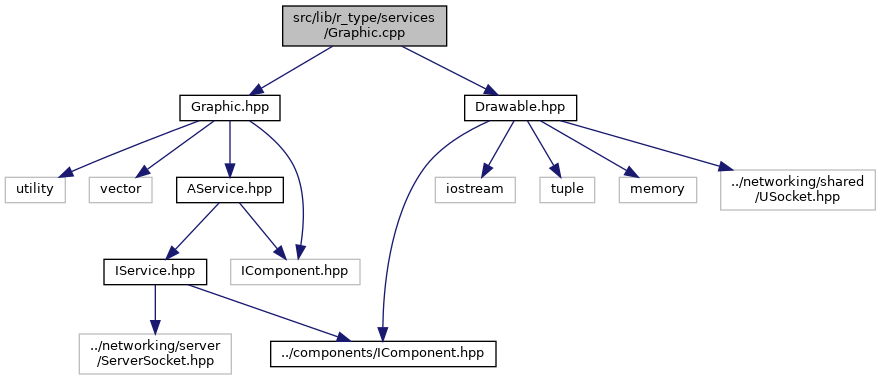 src/lib/r_type/services
/Graphic.cpp
Graphic.hpp
Drawable.hpp
utility
vector
AService.hpp
iostream
tuple
memory
../networking/shared
/USocket.hpp
IService.hpp
IComponent.hpp
../networking/server
/ServerSocket.hpp
../components/IComponent.hpp